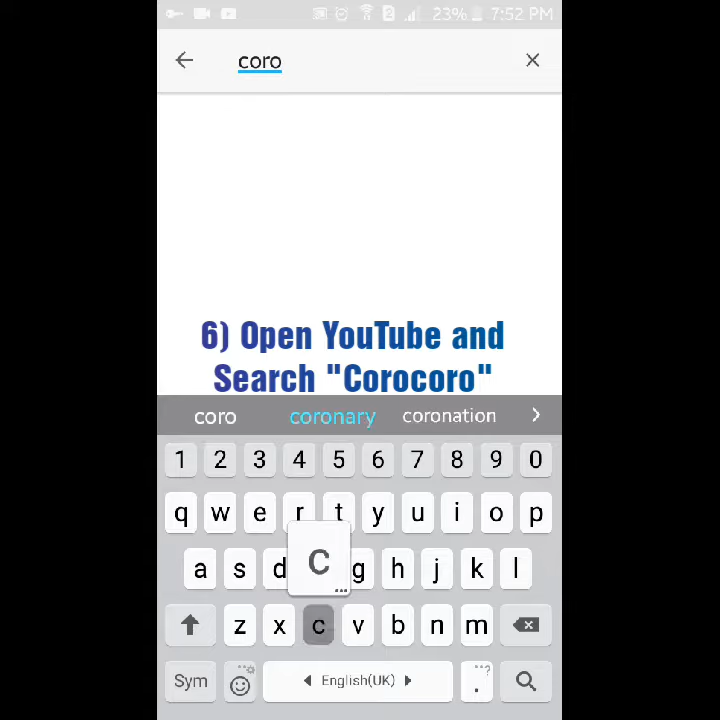 23% 7:52 PM
coro
6) Open YouTube and
Search "Corocoro"
coro coronary coronation
1 2 3 4 5 6 7 8 9 0
q w e r t y u i o p
a s d g h j k l
C
z x c v b n m
Sym English(UK) .